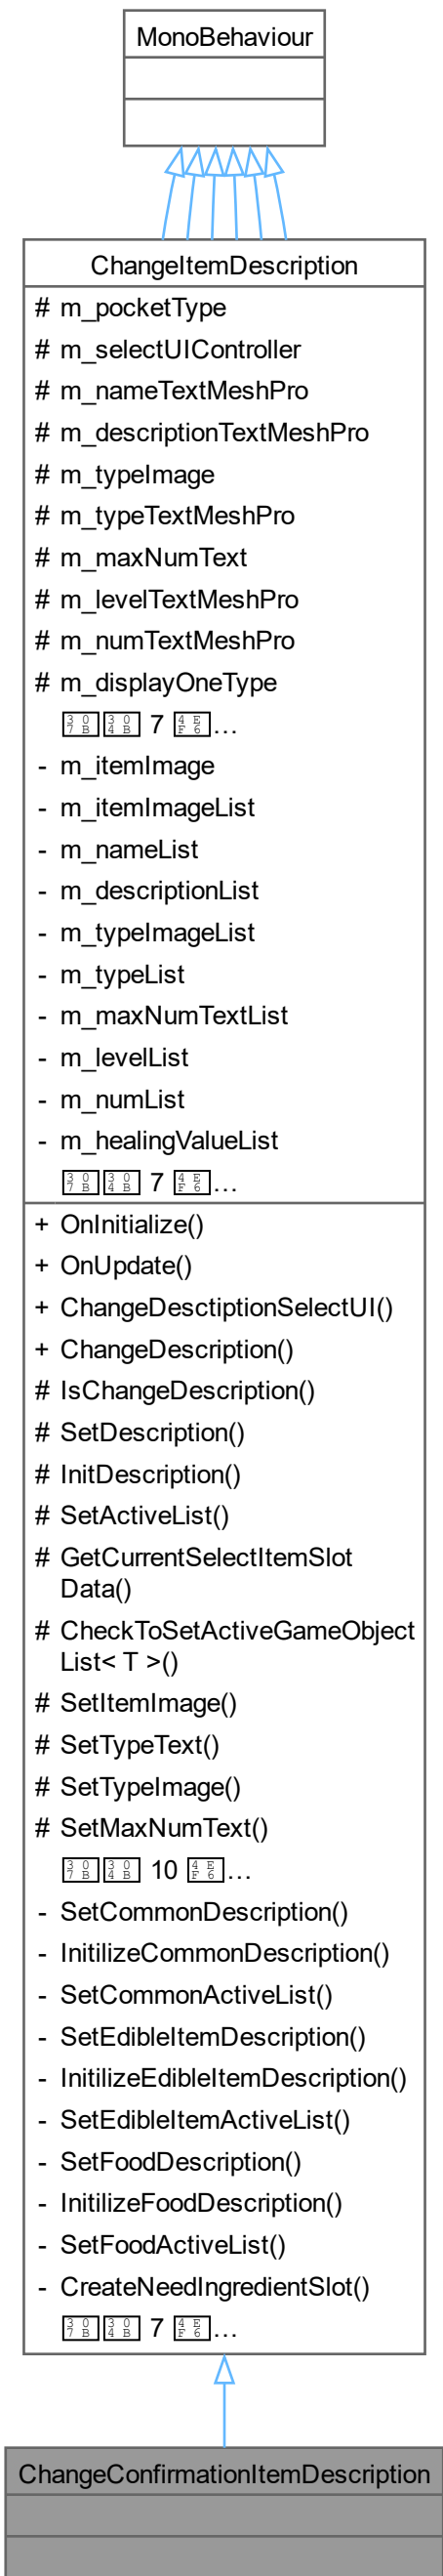 MonoBehaviour
ChangeItemDescription
# m_pocketType
# m_selectUIController
# m_nameTextMeshPro
# m_descriptionTextMeshPro
# m_typeImage
# m_typeTextMeshPro
# m_maxNumText
# m_levelTextMeshPro
# m_numTextMeshPro
# m_displayOneType
7 ...
- m_itemImage
- m_itemImageList
- m_nameList
- m_descriptionList
- m_typeImageList
- m_typeList
- m_maxNumTextList
- m_levelList
- m_numList
- m_healingValueList
7 ...
+ OnInitialize()
+ OnUpdate()
+ ChangeDesctiptionSelectUI()
+ ChangeDescription()
# IsChangeDescription()
# SetDescription()
# InitDescription()
# SetActiveList()
# GetCurrentSelectItemSlot
Data()
# CheckToSetActiveGameObject
List< T >()
# SetItemImage()
# SetTypeText()
# SetTypeImage()
# SetMaxNumText()
10 ...
- SetCommonDescription()
- InitilizeCommonDescription()
- SetCommonActiveList()
- SetEdibleItemDescription()
- InitilizeEdibleItemDescription()
- SetEdibleItemActiveList()
- SetFoodDescription()
- InitilizeFoodDescription()
- SetFoodActiveList()
- CreateNeedIngredientSlot()
7 ...
ChangeConfirmationItemDescription